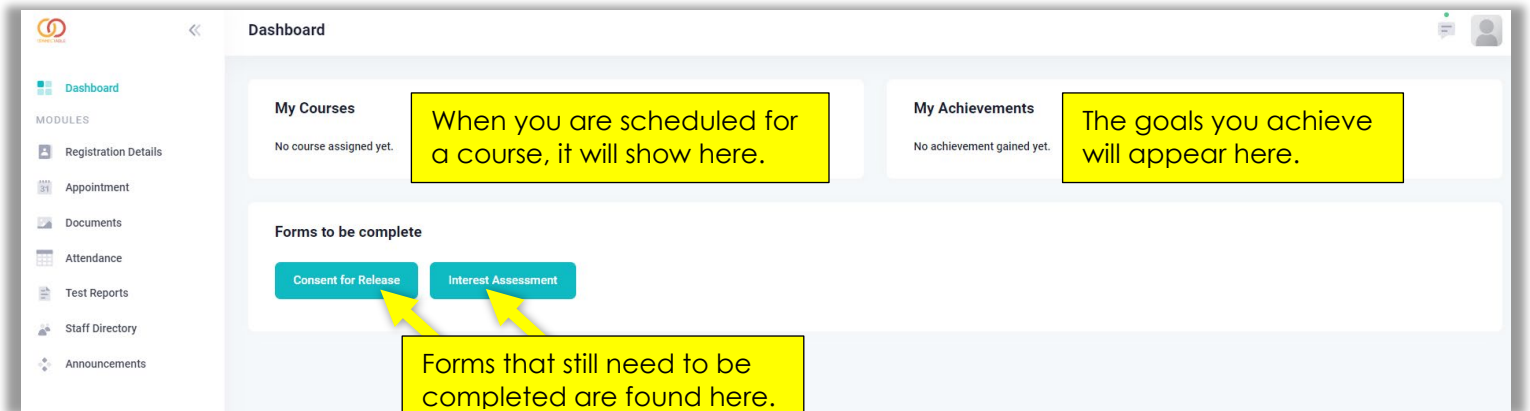 Dashboard
Dashboard
MODULES
Registration Details
31
Appointment
Documents
Attendance
Test Reports
Staff Directory
Announcements
My Courses
No course assigned yet.
When you are scheduled for
a course, it will show here.
My Achievements
No achievement gained yet.
The goals you achieve
will appear here.
Forms to be complete
Consent for Release
Interest Assessment
Forms that still need to be
completed are found here.